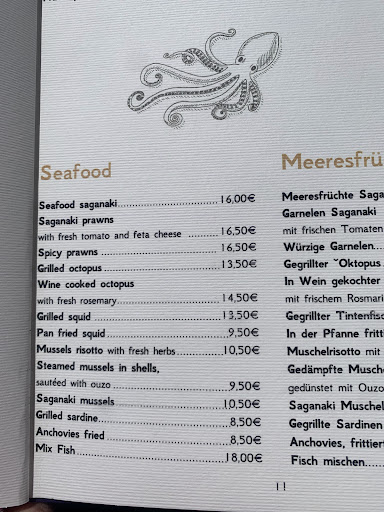 Seafood
Seafood saganaki..............................16,00€
Saganaki prawns
with fresh tomato and feta cheese ..........16,50€
Spicy prawns ..............................16,50€
Grilled octopus..............................13,50€
Wine cooked octopus
with fresh rosemary..............................14,50€
Grilled squid ..............................13,50€
Pan fried squid..............................9,50€
Mussels risotto with fresh herbs..............10,50€
Steamed mussels in shells,
sautéed with ouzo ..............................9,50€
Saganaki mussels ..............................10,50€
Grilled sardine..............................8,50€
Anchovies fried ..............................8,50€
Mix Fish..............................18,00€
Meeresfrü
Meeresfrüchte Saga
Garnelen Saganaki
mit frischen Tomaten
Würzige Garnelen...
Gegrillter "Oktopus
In Wein gekochter
mit frischem Rosmari
Gegrillter Tintenfisc
In der Pfanne fritt
Muschelrisotto mit
Gedämpfte Musch
gedünstet mit Ouzo
Saganaki Muschel
Gegrillte Sardinen
Anchovies, frittier
Fisch mischen.....
11